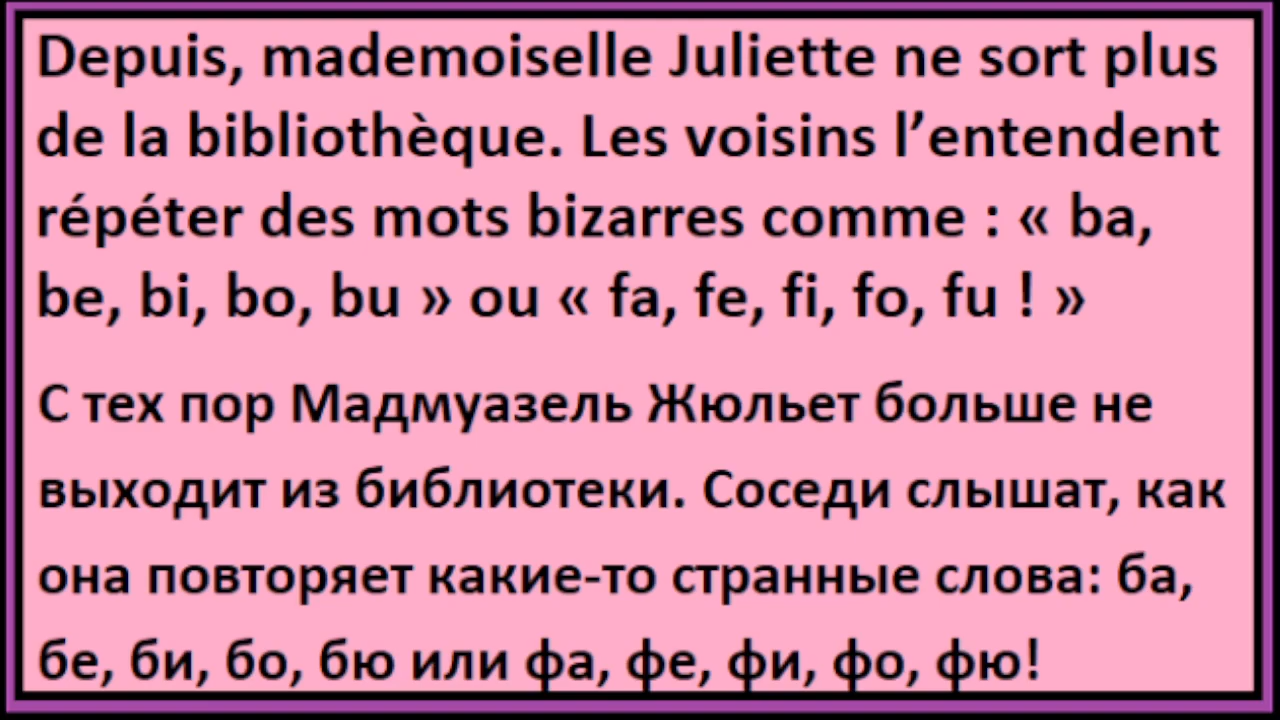 Depuis, mademoiselle Juliette ne sort plus
de la bibliothèque. Les voisins l’entendent
répéter des mots bizarres comme : « ba,
be, bi, bo, bu » ou « fa, fe, fi, fo, fu ! »
С тех пор Мадмуазель Жюльет больше не
выходит из библиотеки. Соседи слышат, как
она повторяет какие-то странные слова: ба,
бе, би, бо, бю или фа, фе, фи, фо, фю!